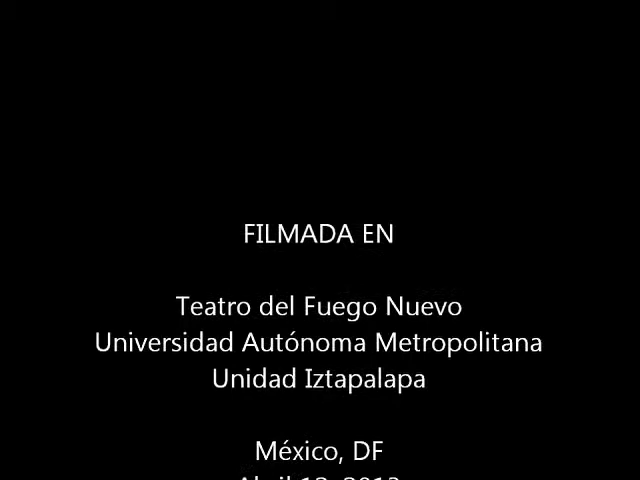 FILMADA EN
Teatro del Fuego Nuevo
Universidad Autónoma Metropolitana
Unidad Iztapalapa
México, DF